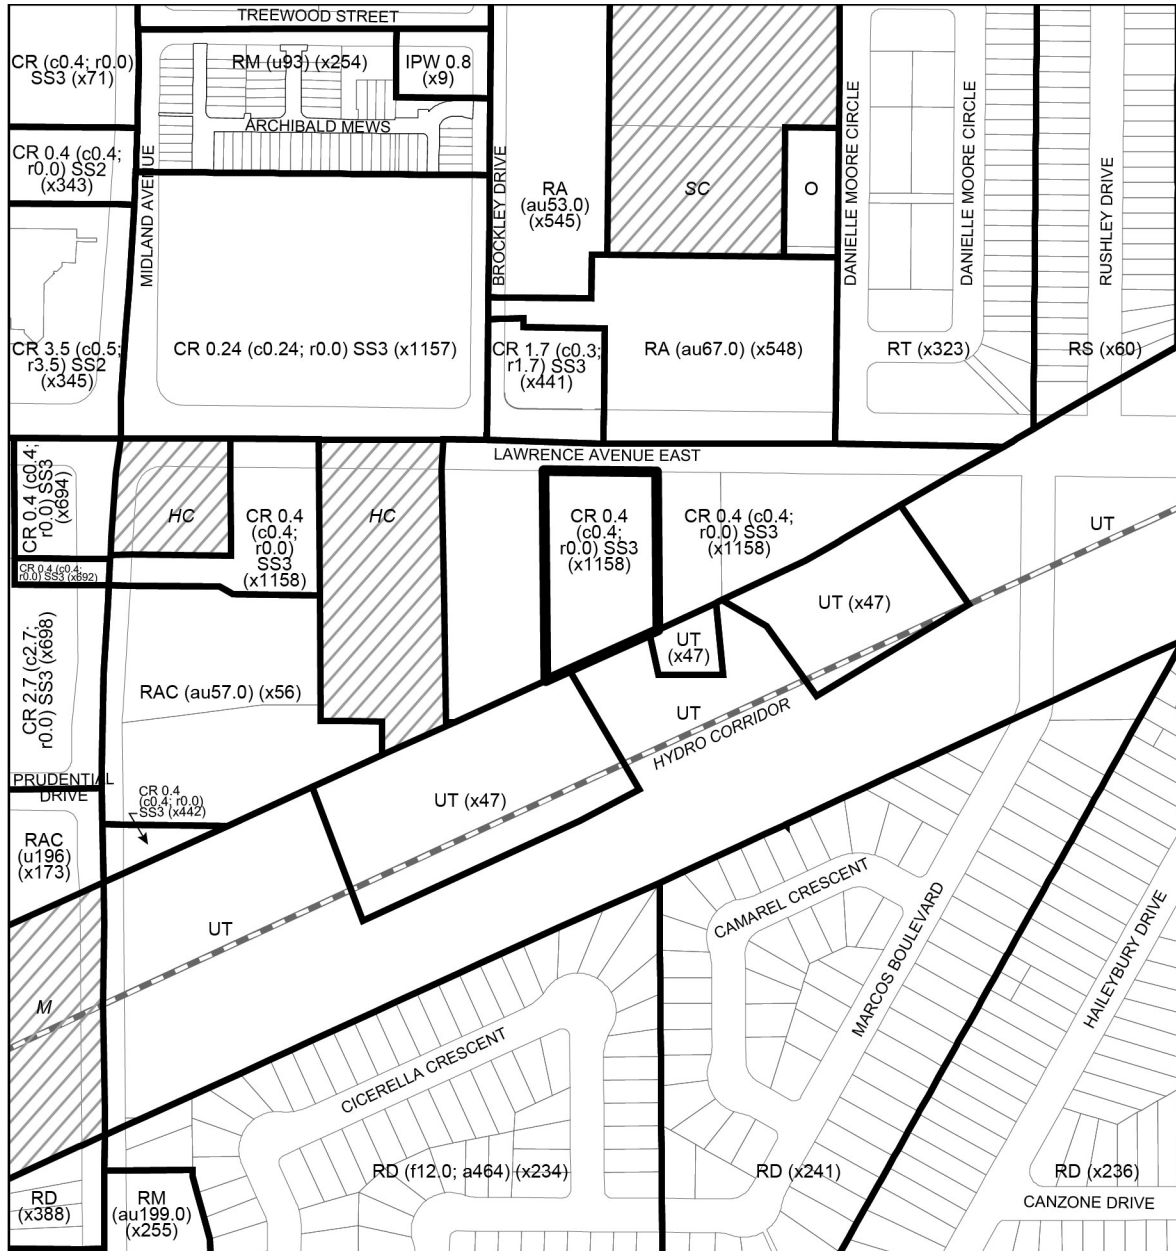 TREEWOOD STREET
CR (c0.4; r0.0)
SS3 (x71)
RM (u93) (x254)
IPW 0.8
(x9)
ARCHIBALD MEWS
CR 0.4 (c0.4;
r0.0) SS2
(x343)
MIDLAND AVENUE
BROCKLEY DRIVE
RA
(au53.0)
(x545)
SC
O
DANIELLE MOORE CIRCLE
DANIELLE MOORE CIRCLE
RUSHLEY DRIVE
CR 3.5 (c0.5;
r3.5) SS2
(x345)
CR 0.24 (c0.24; r0.0) SS3 (x1157)
CR 1.7 (c0.3;
r1.7) SS3
(x441)
RA (au67.0) (x548)
RT (x323)
RS (x60)
LAWRENCE AVENUE EAST
CR 0.4 (c0.4;
r0.0) SS3
(x694)
HC
CR 0.4
(c0.4;
r0.0)
SS3
(x1158)
HC
CR 0.4
(c0.4;
r0.0) SS3
(x1158)
CR 0.4 (c0.4;
r0.0) SS3
(x1158)
UT
CR 0.4 (c0.4;
r0.0) SS3 (x692)
UT (x47)
UT
(x47)
CR 2.7 (c2.7;
r0.0) SS3 (x698)
RAC (au57.0) (x56)
UT
HYDRO CORRIDOR
PRUDENTIAL
DRIVE
CR 0.4
(c0.4; r0.0)
SS3 (x442)
UT (x47)
RAC
(u196)
(x173)
UT
CAMAREL CRESCENT
MARCOS BOULEVARD
HAILEYBURY DRIVE
M
CICERELLA CRESCENT
RD (f12.0; a464) (x234)
RD (x241)
RD (x236)
RD
(x388)
RM
(au199.0)
(x255)
CANZONE DRIVE